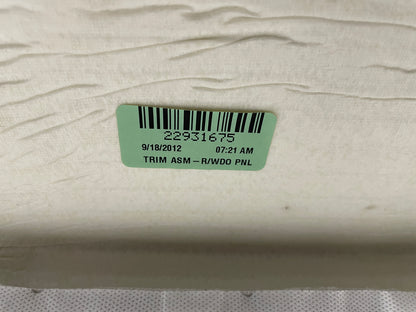 22931675
9/18/2012 07:21 AM
TRIM ASM – R/WDO PNL